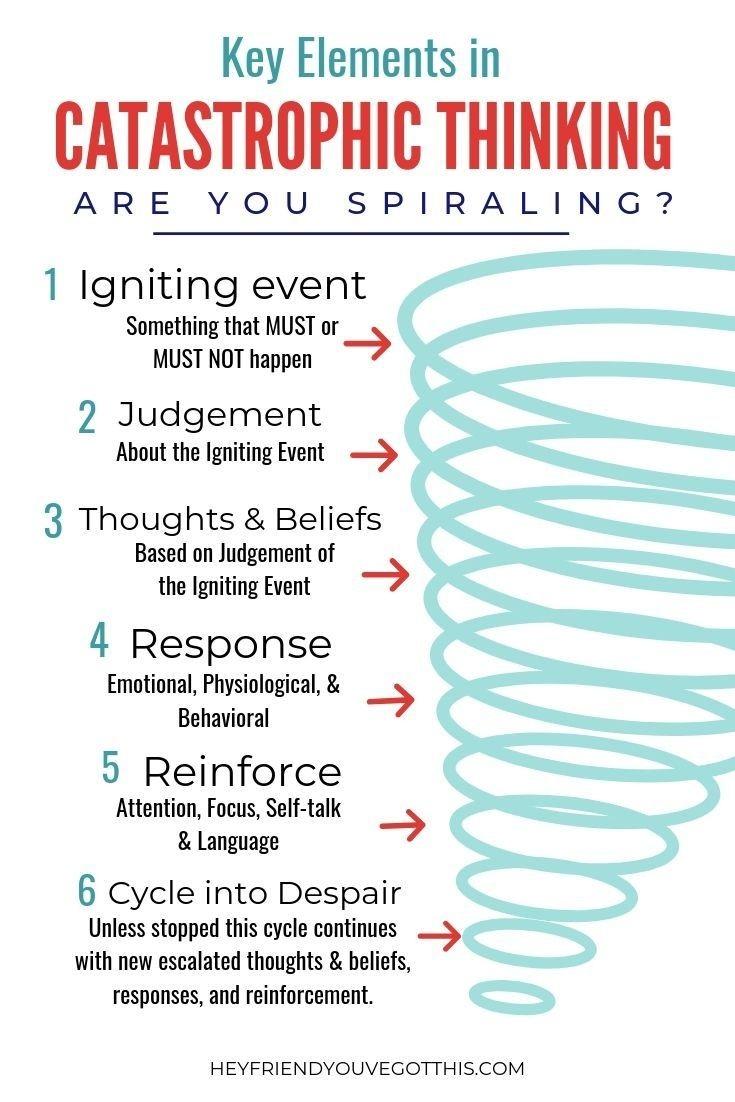 Key Elements in
CATASTROPHIC THINKING
ARE YOU SPIRALING?
1 Igniting event
Something that MUST or
MUST NOT happen
2 Judgement
About the Igniting Event
3 Thoughts & Beliefs
Based on Judgement of
the Igniting Event
4 Response
Emotional, Physiological, &
Behavioral
5 Reinforce
Attention, Focus, Self-talk
& Language
6 Cycle into Despair
Unless stopped this cycle continues
with new escalated thoughts & beliefs,
responses, and reinforcement.
HEYFRIENDYOUVEGOTTHIS.COM